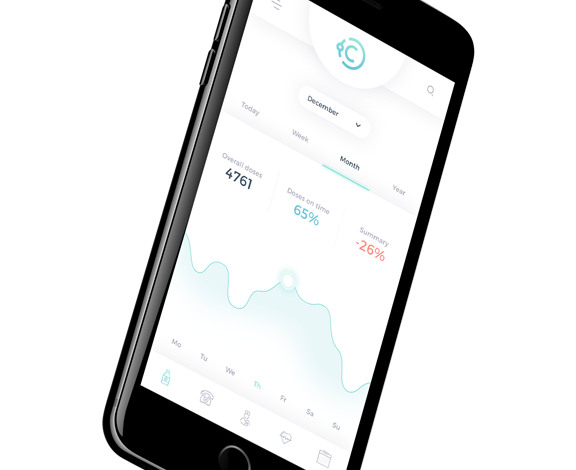 C
December
Today Week Month Year
Overall doses Doses on time Summary
4761 65% -26%
Mo Tu We Th Fr Sa Su